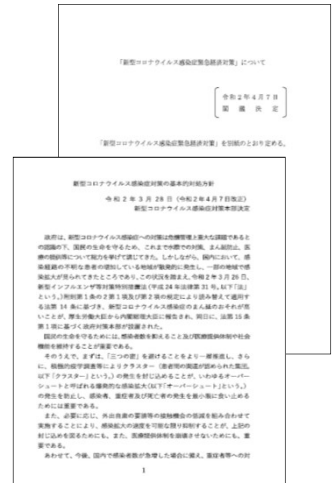 「新型コロナウイルス感染症緊急経済対策」について
令和２年４月７日
閣議決定
「新型コロナウイルス感染症緊急経済対策」を別紙のとおり定める。
新型コロナウイルス感染症対策の基本的対処方針
令和２年３月28日（令和２年４月７日改正）
新型コロナウイルス感染症対策本部決定
政府は、新型コロナウイルス感染症への対策は危機管理上重大な課題であると
の認識の下、国民の生命を守るため、これまで水際での対策、まん延防止、医
療の提供等について総力を挙げて講じてきた。しかしながら、国内において、感
染経路の不明な患者の増加している地域が散発的に発生し、一部の地域で感
染拡大が見られてきたところであり、この状況を踏まえ、令和２年３月26日、
新型インフルエンザ等対策特別措置法（平成24年法律第31号。以下「法」
という。）附則第１条の２第１項及び第２項の規定により読み替えて適用す
る法第14条に基づき、新型コロナウイルス感染症のまん延のおそれが高
いことが、厚生労働大臣から内閣総理大臣に報告され、同日に、法第15条
第１項に基づく政府対策本部が設置された。
国民の生命を守るためには、感染者数を抑えること及び医療提供体制や社会
機能を維持することが重要である。
そのうえで、まずは、「三つの密」を避けることをより一層推進し、さら
に、積極的疫学調査等によりクラスター（患者間の関連が認められた集団。
以下「クラスター」という。）の発生を封じ込めることが、いわゆるオーバー
シュートと呼ばれる爆発的な感染拡大（以下「オーバーシュート」という。）
の発生を防止し、感染者、重症者及び死亡者の発生を最小限に食い止める
ためには重要である。
また、必要に応じ、外出自粛の要請等の接触機会の低減を組み合わせて
実施することにより、感染拡大の速度を可能な限り抑制することが、上記の
封じ込めを図るためにも、また、医療提供体制を崩壊させないためにも、重
要である。
あわせて、今後、国内で感染者数が急増した場合に備え、重症者等への対
1